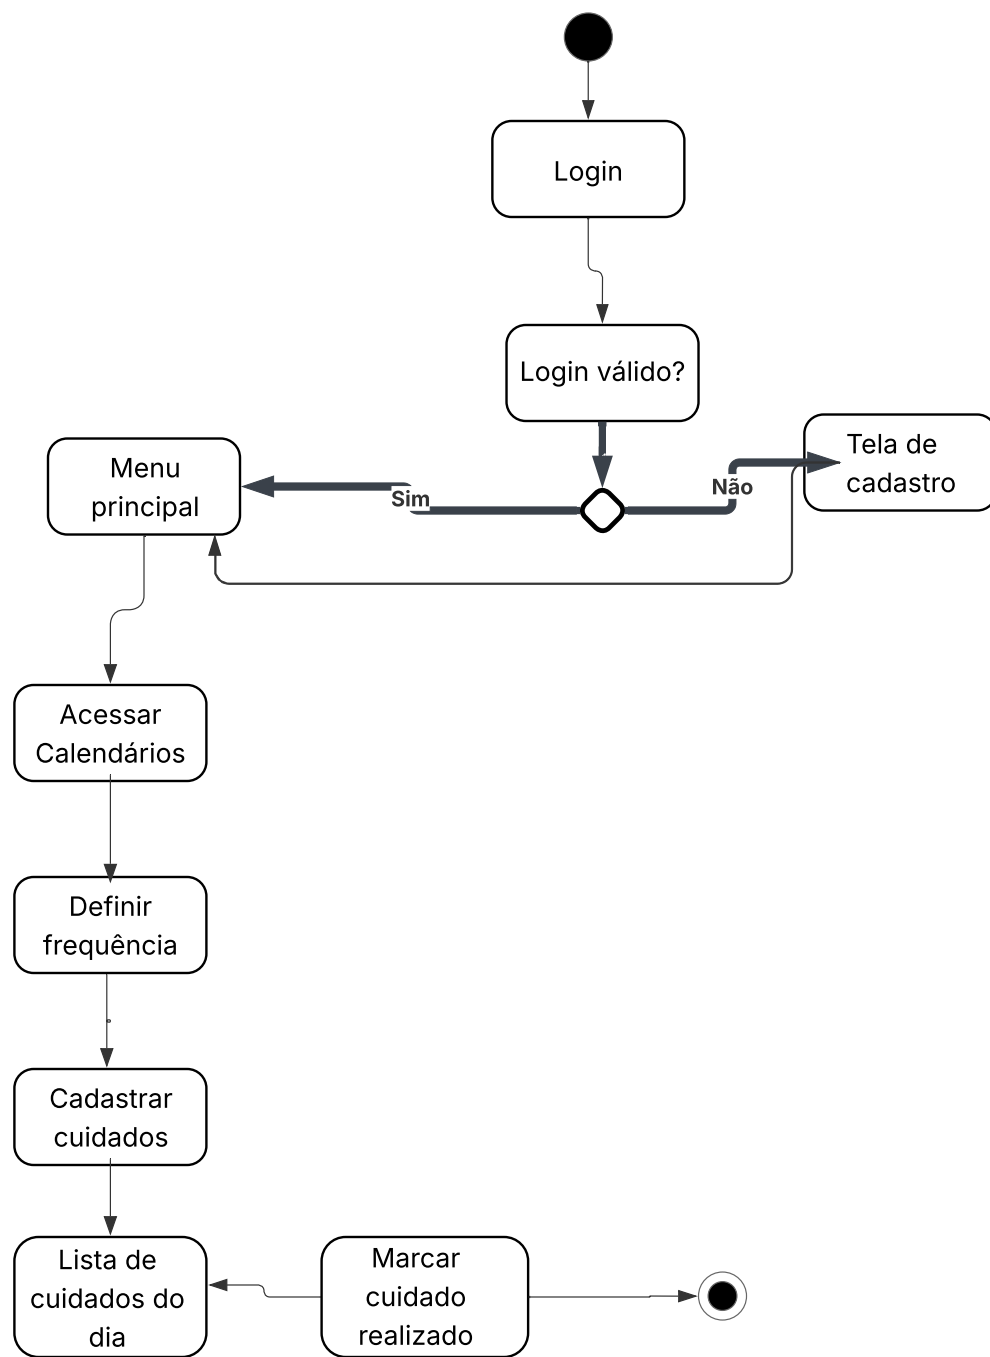 Login
Login válido?
Tela de
cadastro
Menu
principal
Sim
Não
Acessar
Calendários
Definir
frequência
Cadastrar
cuidados
Lista de
cuidados do
dia
Marcar
cuidado
realizado